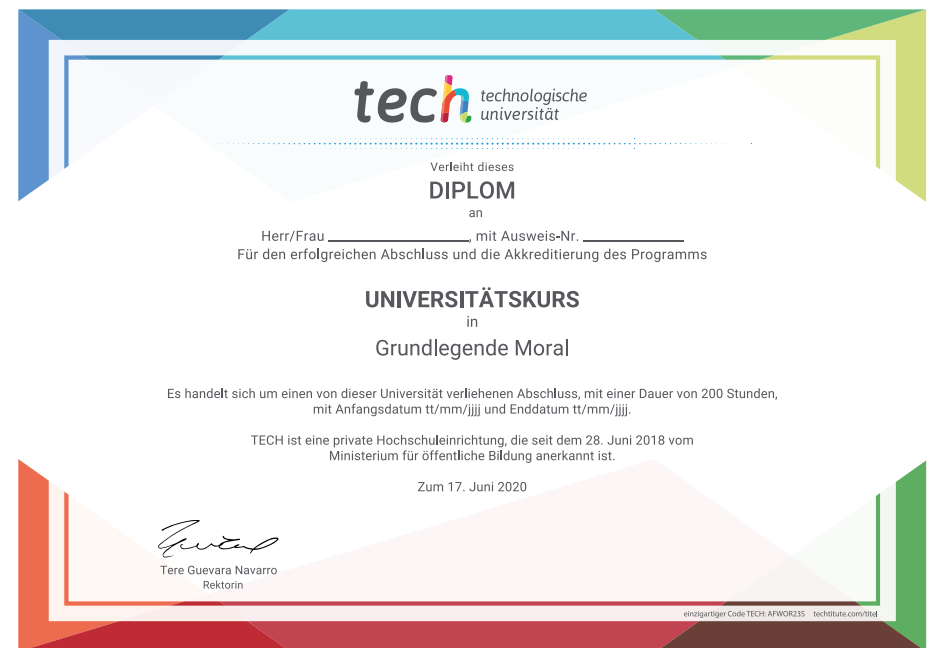 tech technologische
universität
Verleiht dieses
DIPLOM
an
Herr/Frau ____________, mit Ausweis-Nr. ____________
Für den erfolgreichen Abschluss und die Akkreditierung des Programms
UNIVERSITÄTSKURS
in
Grundlegende Moral
Es handelt sich um einen von dieser Universität verliehenen Abschluss, mit einer Dauer von 200 Stunden,
mit Anfangsdatum tt/mm/jjjj und Enddatum tt/mm/jjjj.
TECH ist eine private Hochschuleinrichtung, die seit dem 28. Juni 2018 vom
Ministerium für öffentliche Bildung anerkannt ist.
Zum 17. Juni 2020
Tere Guevara Navarro
Rektorin
einzigartiger Code TECH: AFWOR23S techtitute.com/titel